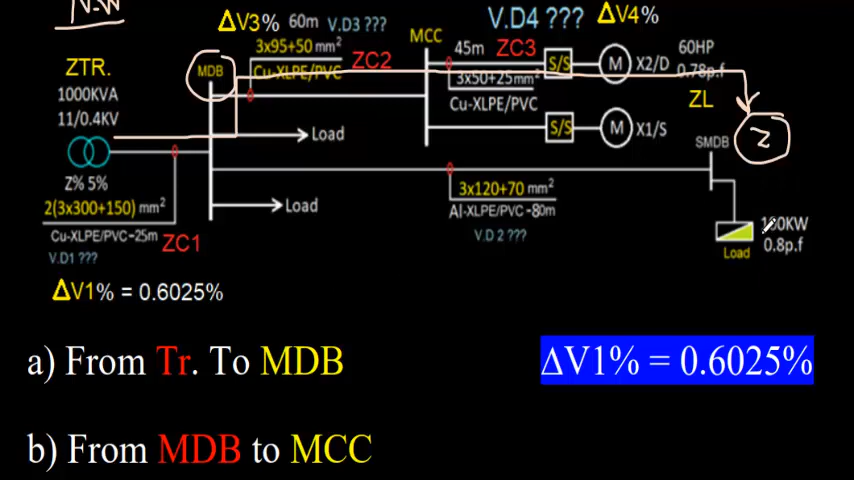 N.W
ΔV3% 60m V.D3 ???
V.D4 ??? ΔV4%
MCC
3x95+50 mm²
Cu-XLPE/PVC ZC2
45m ZC3
S/S M X2/D
60HP
0.78p.f
3x50+25mm²
Cu-XLPE/PVC
ZL
ZTR.
1000KVA
11/0.4KV
MDB
Load
S/S M X1/S
SMDB
Z
Z% 5%
2(3x300+150) mm²
Cu-XLPE/PVC-25m ZC1
V.D1 ???
Load
3x120+70 mm²
Al-XLPE/PVC -80m
V.D 2 ???
KW
0.8p.f
Load
ΔV1% = 0.6025%
a) From Tr. To MDB
ΔV1% = 0.6025%
b) From MDB to MCC